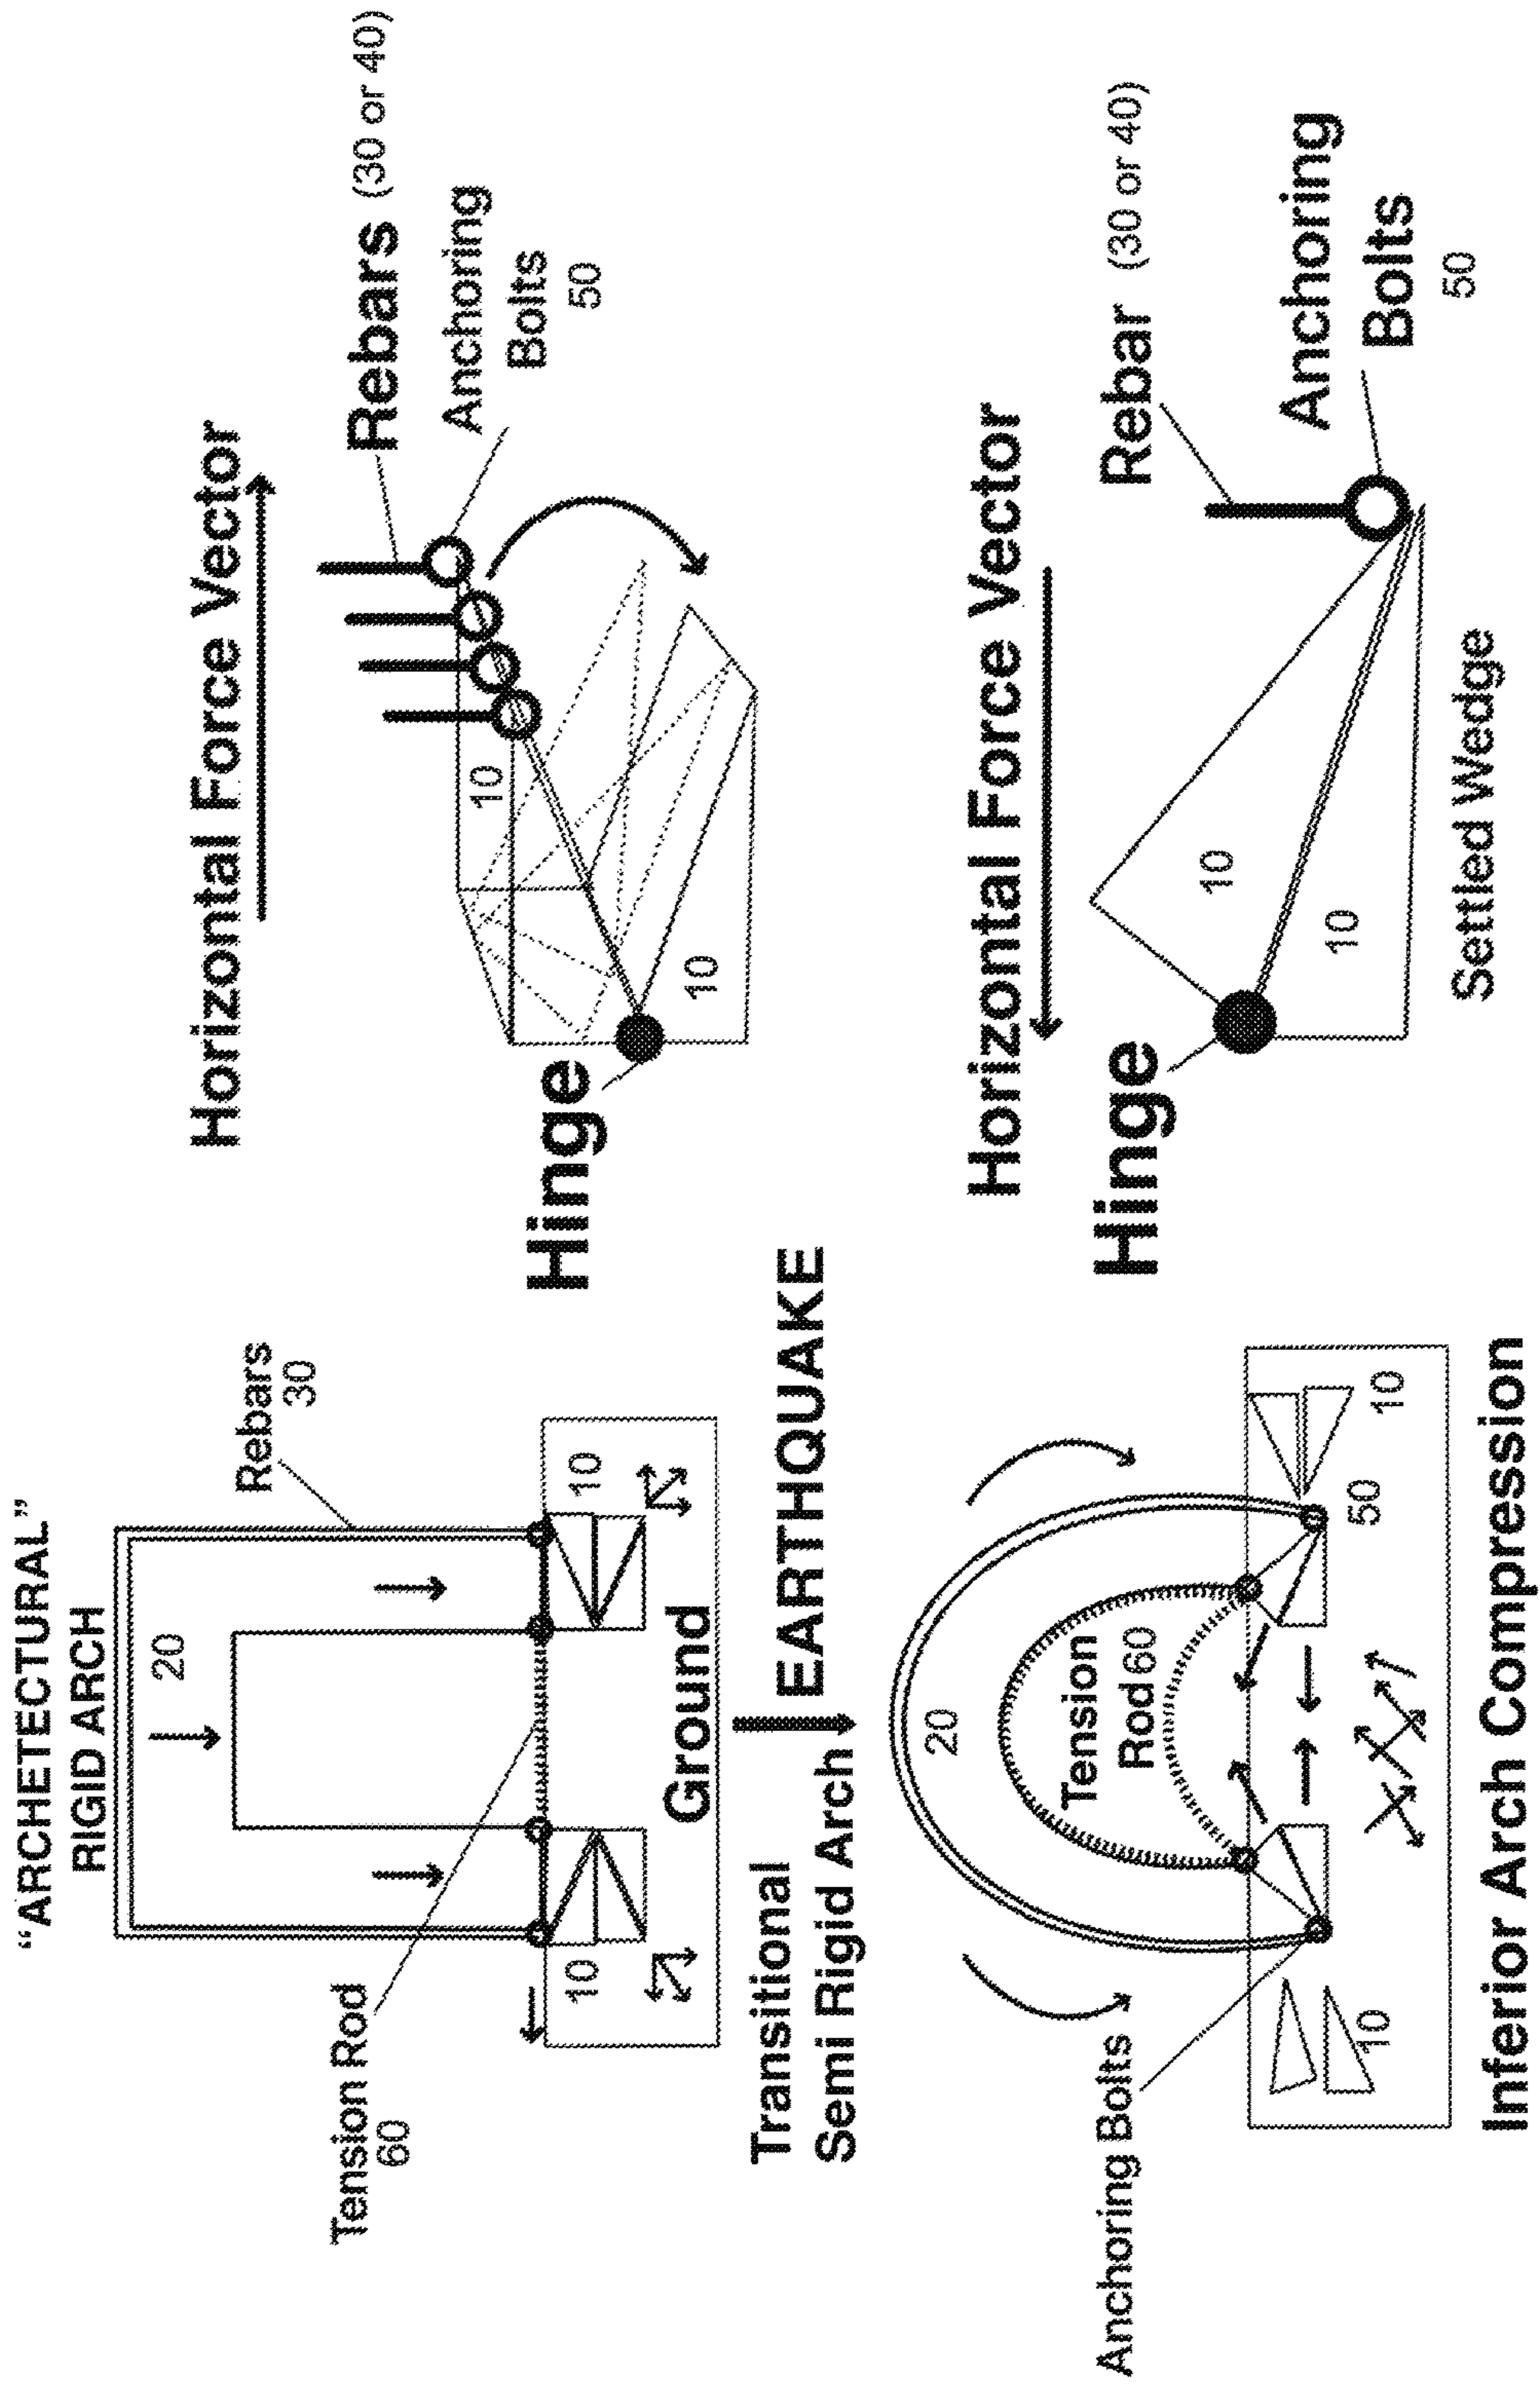 “ARCHETECTURAL”
RIGID ARCH
20
Rebars
30
Tension Rod
60
10
10
Ground
Transitional
Semi Rigid Arch
EARTHQUAKE
20
Tension
Rod 60
Anchoring Bolts
50
10
10
Inferior Arch Compression
Horizontal Force Vector
Rebars (30 or 40)
Anchoring
Bolts
50
10
Hinge
10
Horizontal Force Vector
Rebar (30 or 40)
Hinge
10
Anchoring
Bolts
50
10
Settled Wedge